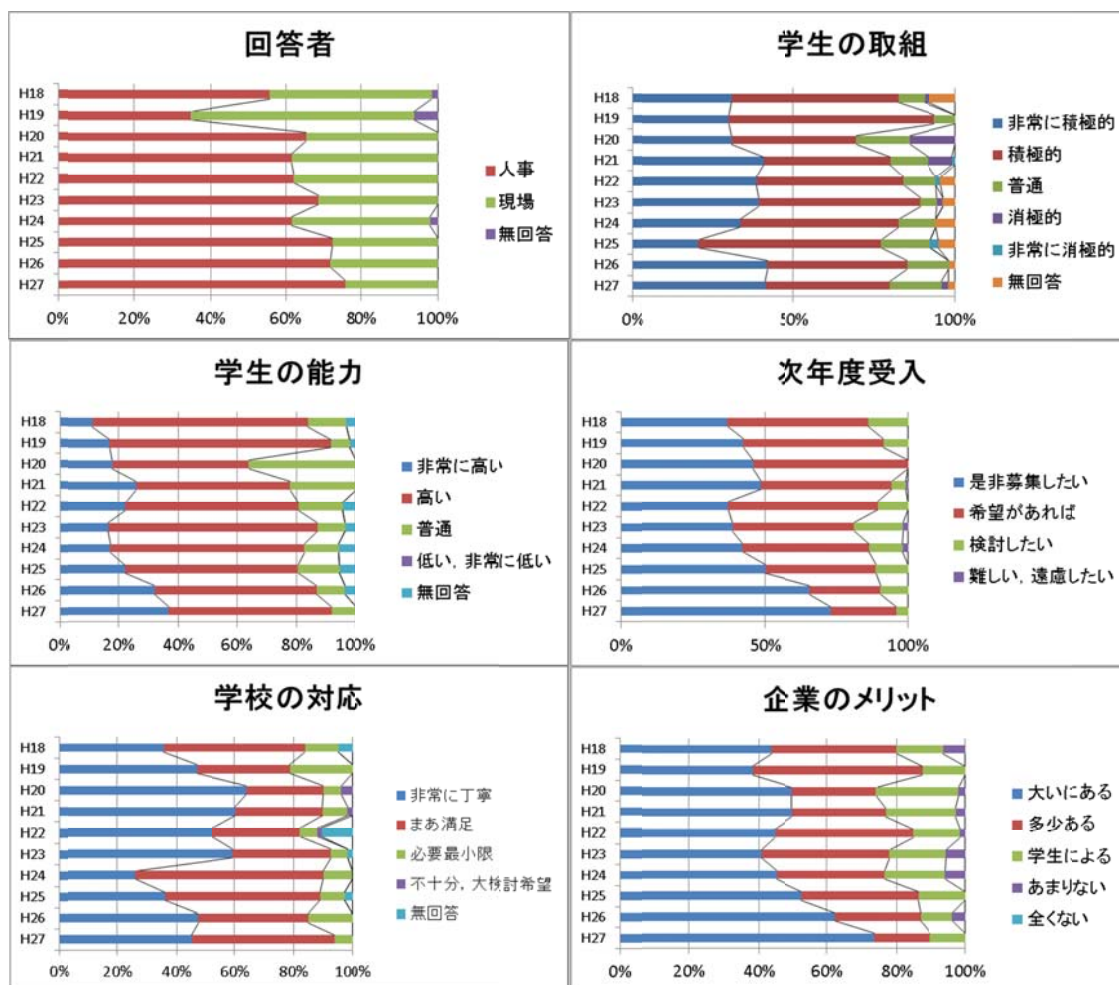 回答者
H18
H19
H20
H21
H22
H23
H24
H25
H26
H27
0% 20% 40% 60% 80% 100%
人事
現場
無回答
学生の取組
H18
H19
H20
H21
H22
H23
H24
H25
H26
H27
0% 50% 100%
非常に積極的
積極的
普通
消極的
非常に消極的
無回答
学生の能力
H18
H19
H20
H21
H22
H23
H24
H25
H26
H27
0% 20% 40% 60% 80% 100%
非常に高い
高い
普通
低い，非常に低い
無回答
次年度受入
H18
H19
H20
H21
H22
H23
H24
H25
H26
H27
0% 50% 100%
是非募集したい
希望があれば
検討したい
難しい，遠慮したい
学校の対応
H18
H19
H20
H21
H22
H23
H24
H25
H26
H27
0% 20% 40% 60% 80% 100%
非常に丁寧
まあ満足
必要最小限
不十分，大検討希望
無回答
企業のメリット
H18
H19
H20
H21
H22
H23
H24
H25
H26
H27
0% 20% 40% 60% 80% 100%
大いにある
多少ある
学生による
あまりない
全くない